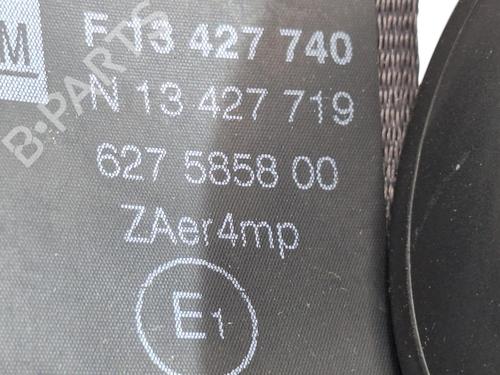 M
F 13 427 740
N 13 427 719
627 5858 00
ZAer4mp
E1
B-PARTS